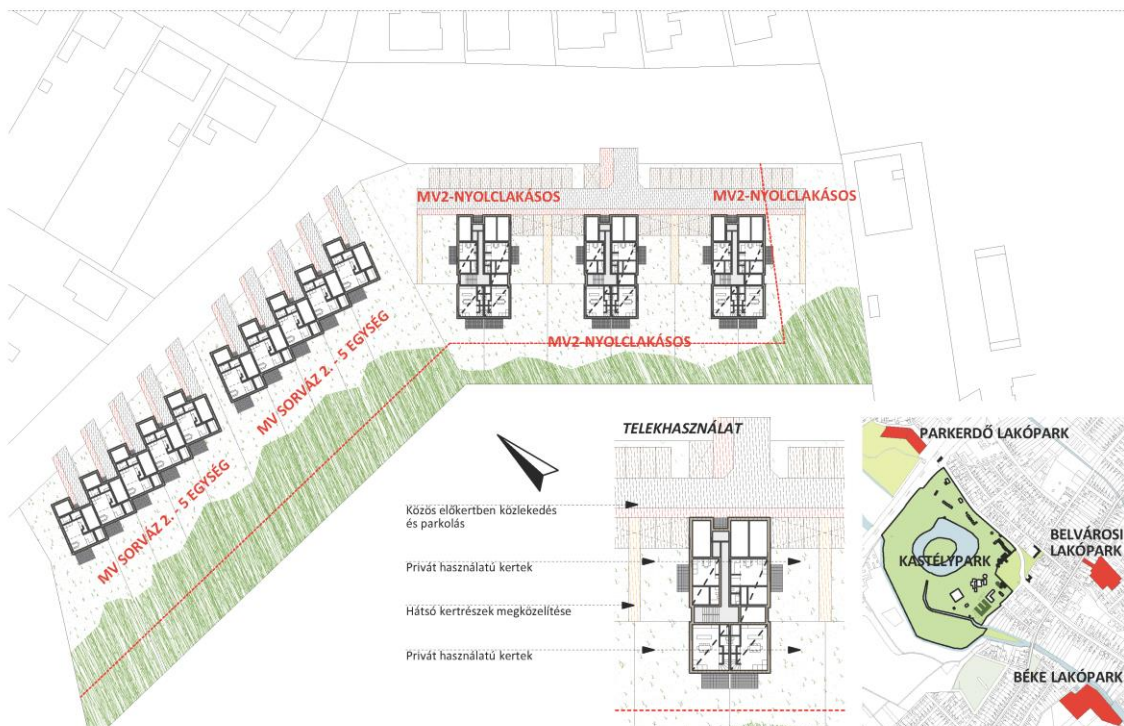 MV2-NYOLCLAKÁSOS
MV2-NYOLCLAKÁSOS
MV2-NYOLCLAKÁSOS
MV SORVÁZ 2. - 5 EGYSÉG
MV SORVÁZ 2. - 5 EGYSÉG
TELEKHASZNÁLAT
Közös előkertben közlekedés
és parkolás
Privát használatú kertek
Hátsó kertrészek megközelítése
Privát használatú kertek
PARKERDŐ LAKÓPARK
BELVÁROSI
LAKÓPARK
KASTÉLYPARK
BÉKE LAKÓPARK